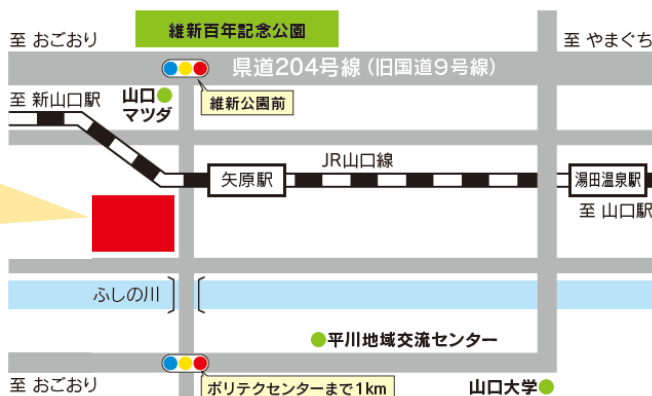 維新百年記念公園
至 おごおり
至 やまぐち
県道204号線(旧国道9号線)
至 新山口駅
山口
マツダ
維新公園前
JR山口線
矢原駅
湯田温泉駅
至 山口駅
ふしの川
平川地域交流センター
至 おごおり
ポリテクセンターまで1km
山口大学